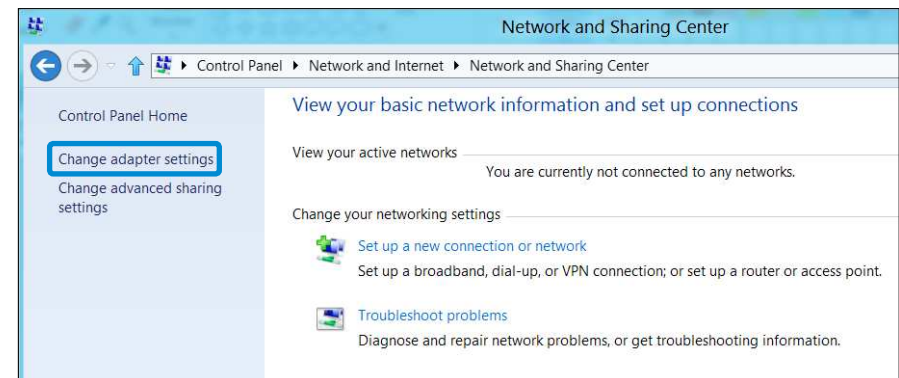 Network and Sharing Center
Control Panel ▸ Network and Internet ▸ Network and Sharing Center
Control Panel Home
Change adapter settings
Change advanced sharing
settings
View your basic network information and set up connections
View your active networks
You are currently not connected to any networks.
Change your networking settings
Set up a new connection or network
Set up a broadband, dial-up, or VPN connection; or set up a router or access point.
Troubleshoot problems
Diagnose and repair network problems, or get troubleshooting information.